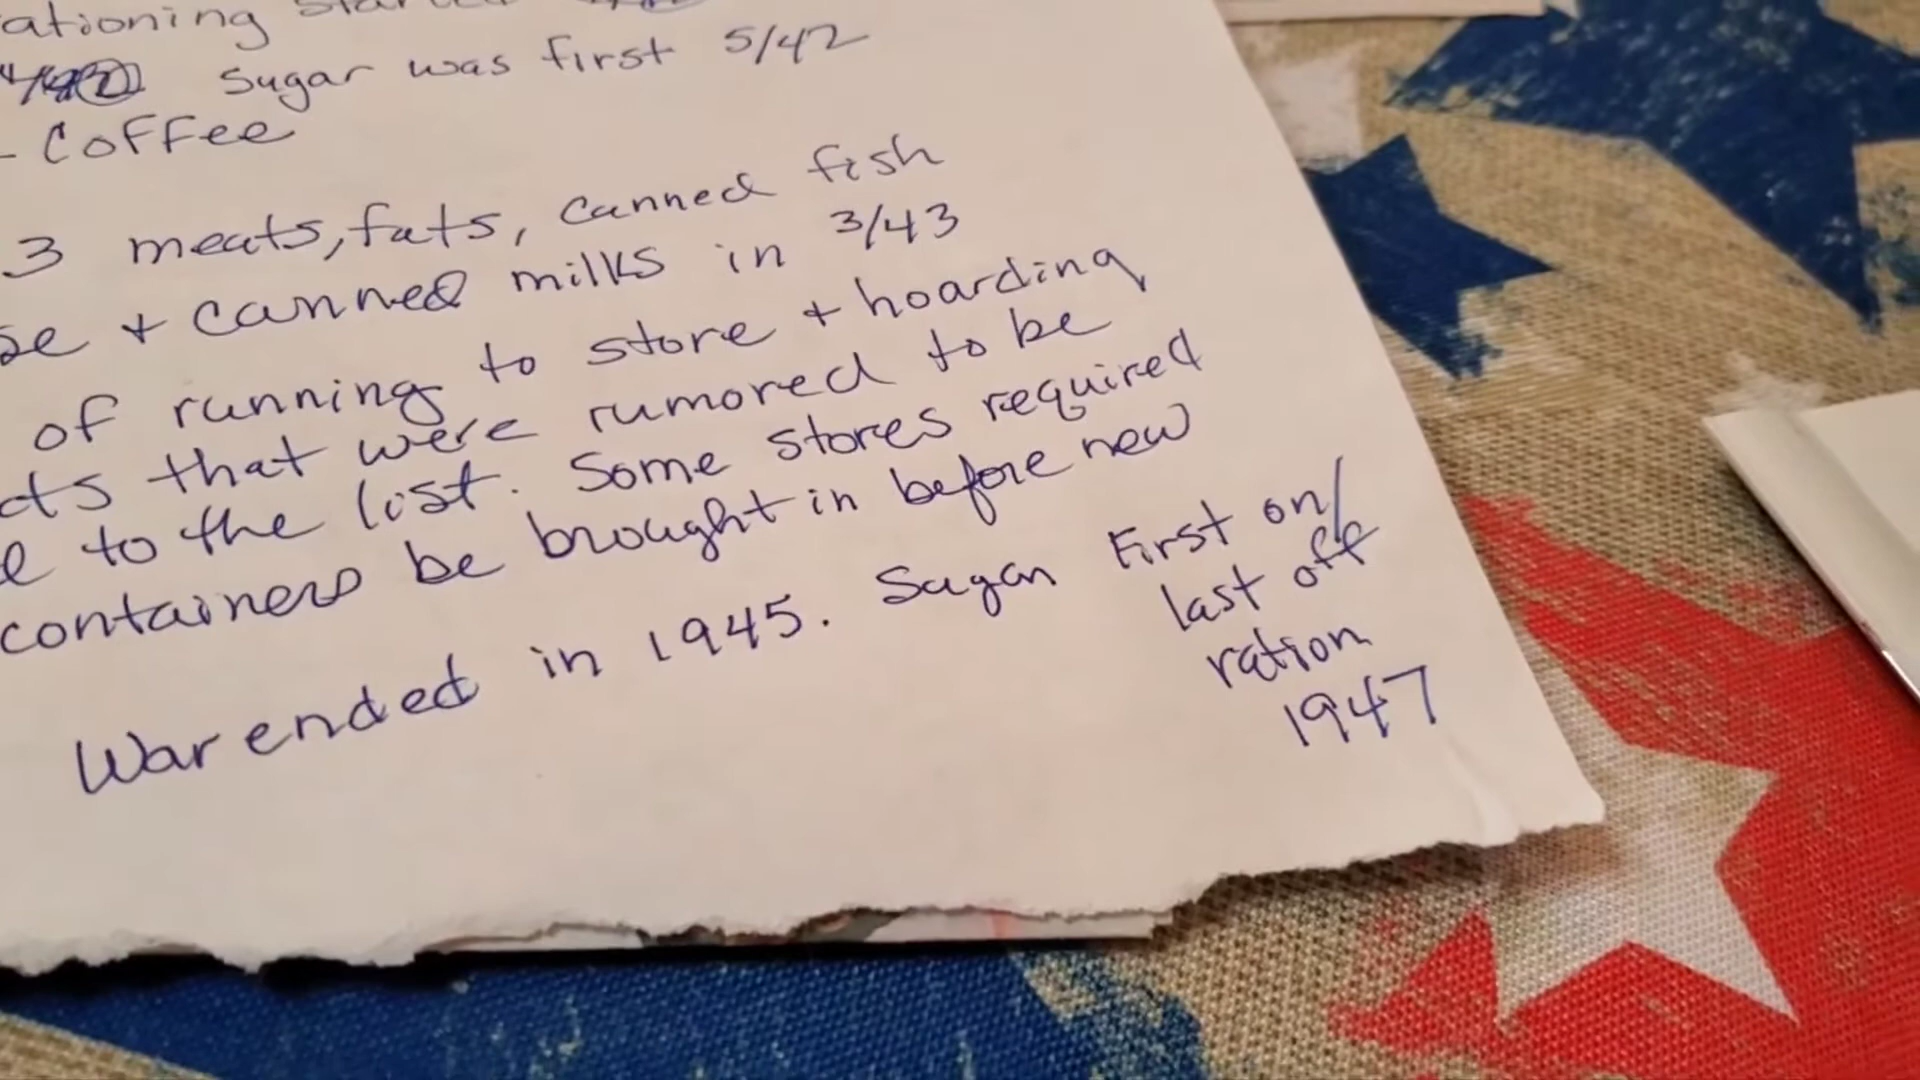 ationing started
Sugar was first 5/42
- Coffee
3 meats, fats, canned fish
se + canned milks in 3/43
of running to store + hoarding
cts that were rumored to be
e to the list. Some stores required
containers be brought in before new
War ended in 1945. Sugar First on/
last off
ration
1947